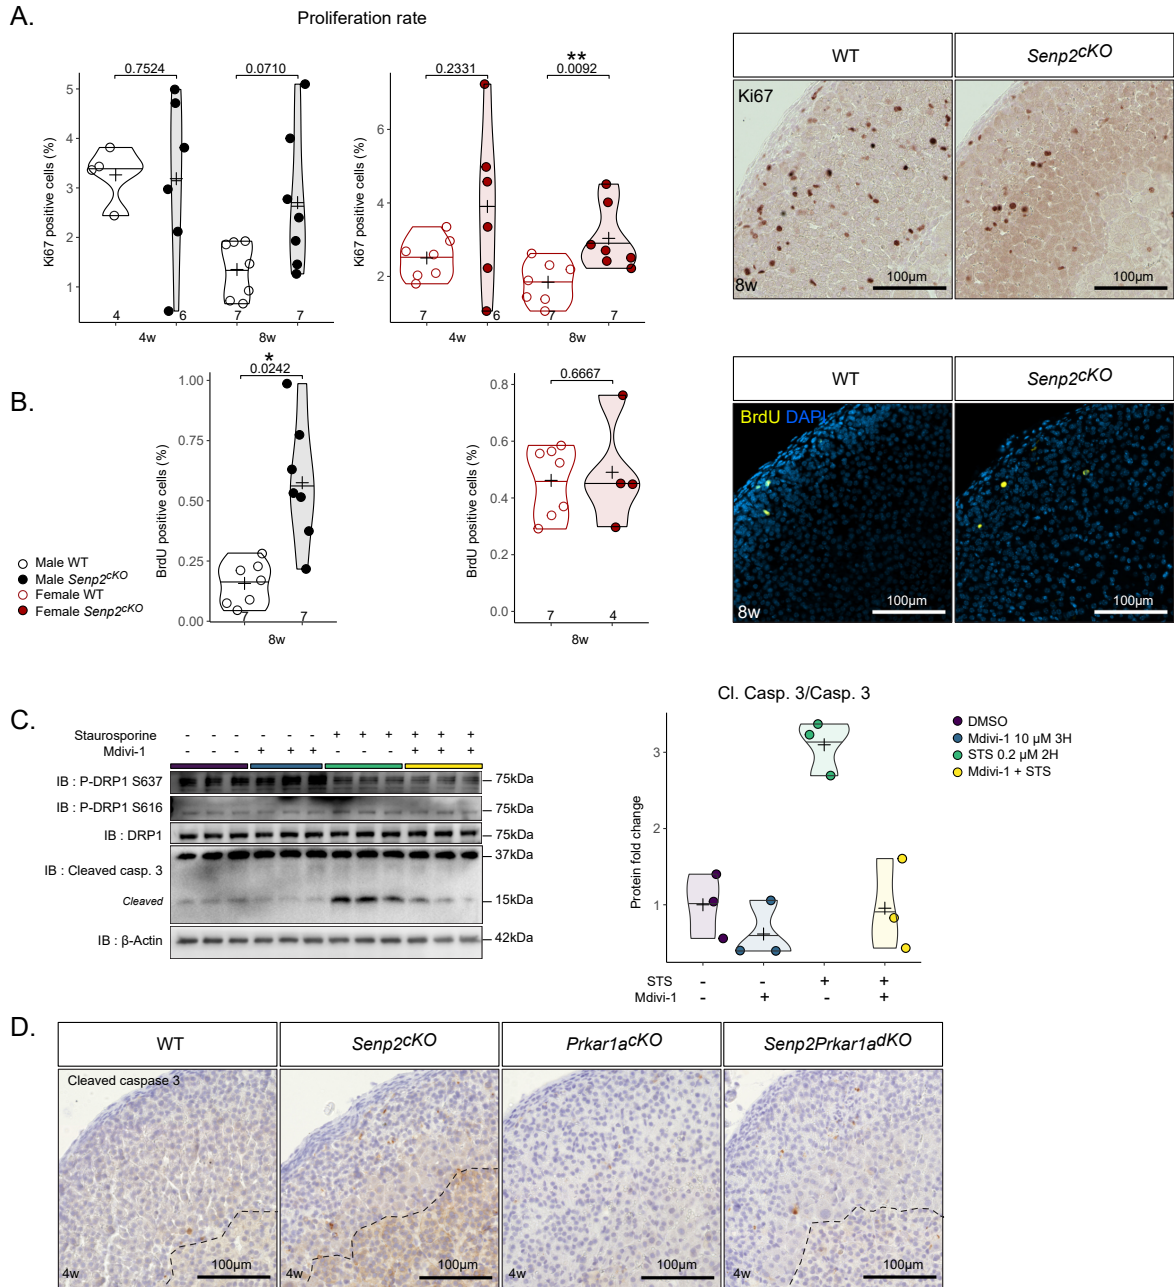 A.
Proliferation rate
0.7524
0.0710
Ki67 positive cells (%)
5
4
3
2
1
4
6
7
7
4w
8w
0.2331
**
0.0092
Ki67 positive cells (%)
6
4
2
7
6
7
7
4w
8w
WT
Senp2cKO
Ki67
8w
100µm
100µm
B.
*
0.0242
BrdU positive cells (%)
1.00
0.75
0.50
0.25
0.00
7
7
8w
0.6667
BrdU positive cells (%)
0.8
0.6
0.4
0.2
0.0
7
4
8w
Male WT
Male Senp2cKO
Female WT
Female Senp2cKO
WT
Senp2cKO
BrdU DAPI
8w
100µm
100µm
C.
Staurosporine - - - - - - + + + + + +
Mdivi-1 - - - + + + - - - + + +
IB : P-DRP1 S637
75kDa
IB : P-DRP1 S616
75kDa
IB : DRP1
75kDa
37kDa
IB : Cleaved casp. 3
Cleaved
15kDa
IB : β-Actin
42kDa
Cl. Casp. 3/Casp. 3
Protein fold change
3
2
1
STS - - + +
Mdivi-1 - + - +
DMSO
Mdivi-1 10 µM 3H
STS 0.2 µM 2H
Mdivi-1 + STS
D.
WT
Senp2cKO
Prkar1acKO
Senp2Prkar1adKO
Cleaved caspase 3
4w
100µm
4w
100µm
4w
100µm
4w
100µm